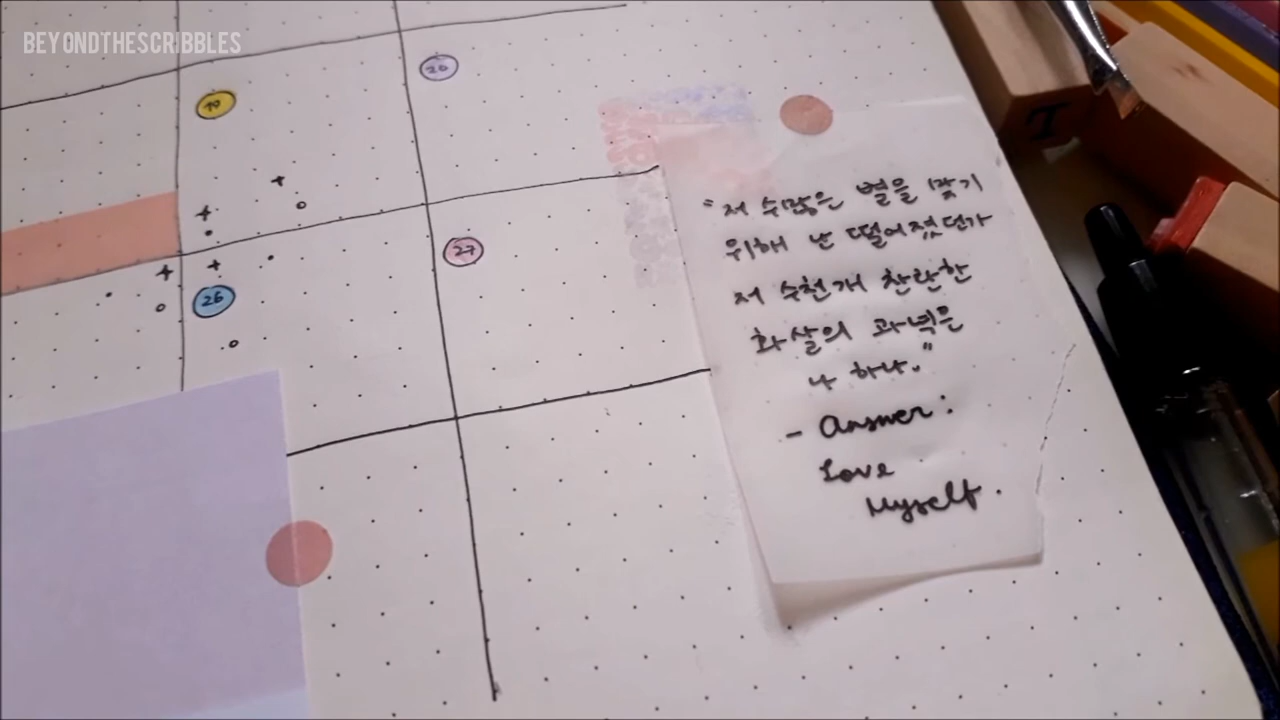 BEYONDTHESCRIBBLES
19
20
26
27
"저 수많은 별을 맞기
위해 난 떨어졌던가
저 수천개 찬란한
화살의 과녁은
나 하나."
- Answer:
Love
Myself.
T